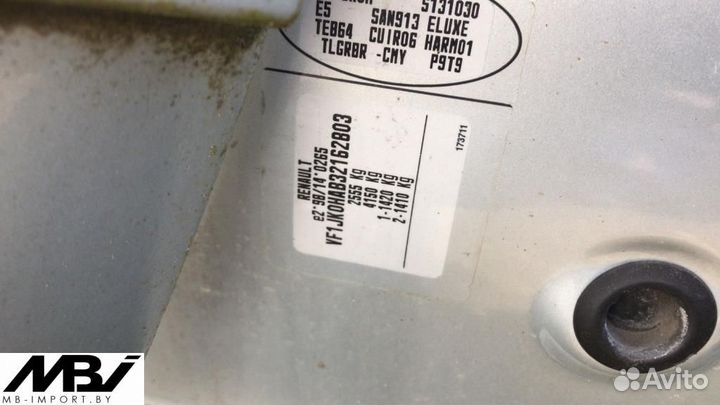 5131030
E5 SAN913 ELUXE
TEB64 CUIR06 HARM01
TLGRBR -CMY P9T9
RENAULT
e2*98/14*0265
VF1JK0HAB32162803
2555 Kg
4150 Kg
1-1420 Kg
2-1410 Kg
173711
MBi
MB-IMPORT.BY
Avito